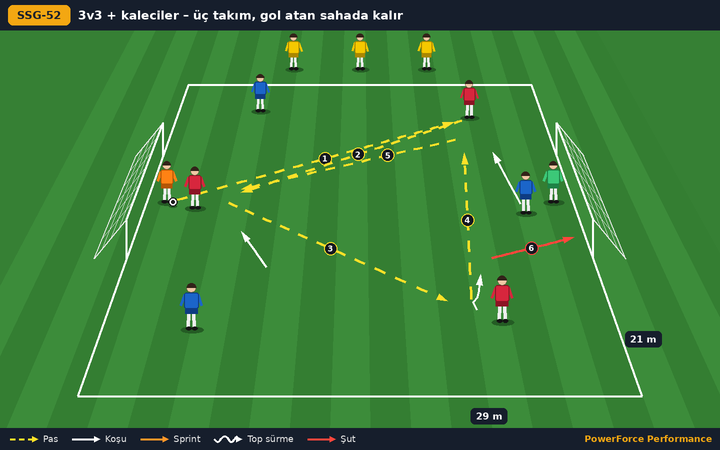 SSG-52 3v3 + kaleciler – üç takım, gol atan sahada kalır
1 2 5
4
3 6
21 m
29 m
Pas Koşu Sprint Top sürme Şut PowerForce Performance